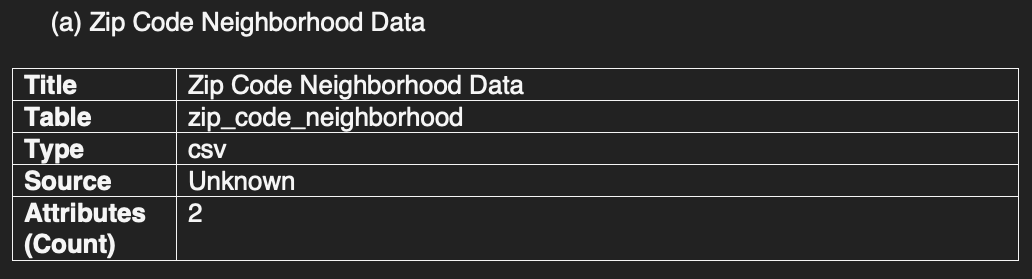 (a) Zip Code Neighborhood Data
Title Zip Code Neighborhood Data
Table zip_code_neighborhood
Type csv
Source Unknown
Attributes 2
(Count)